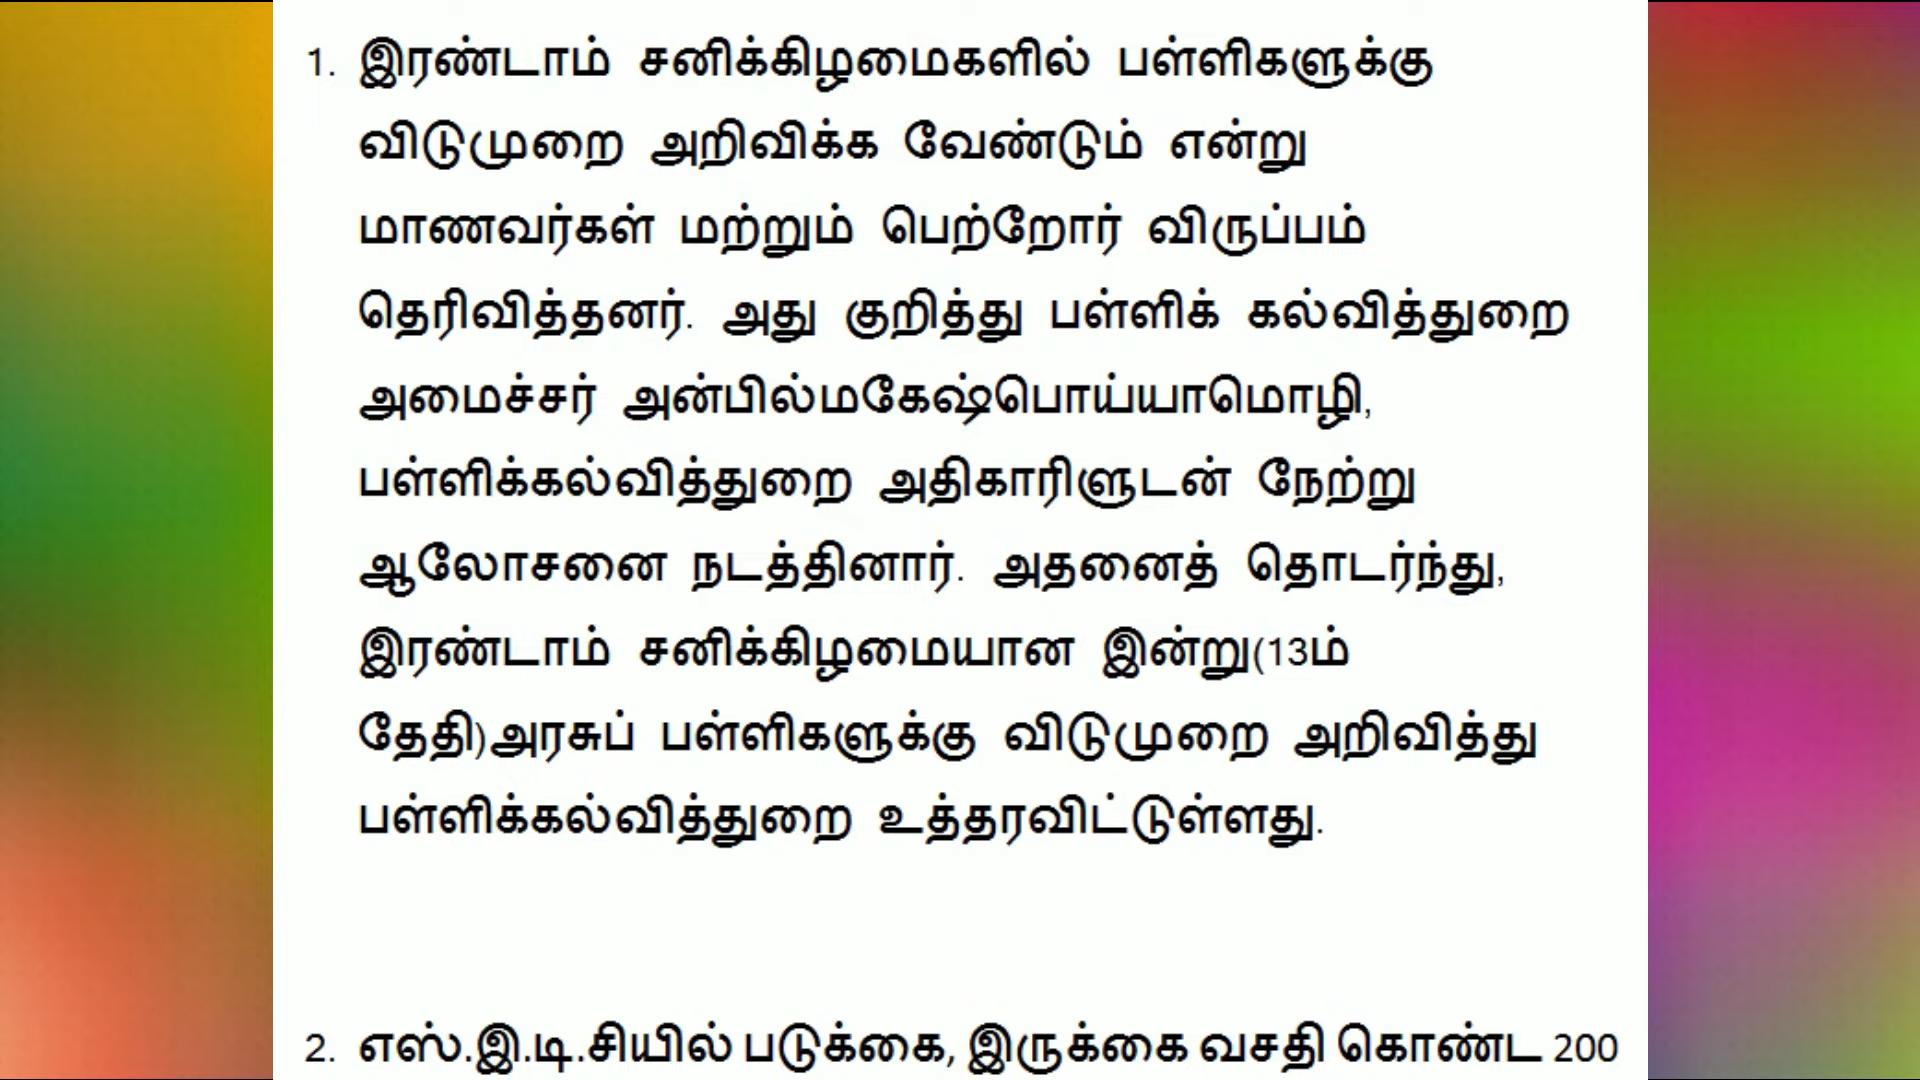 1. இரண்டாம் சனிக்கிழமைகளில் பள்ளிகளுக்கு
விடுமுறை அறிவிக்க வேண்டும் என்று
மாணவர்கள் மற்றும் பெற்றோர் விருப்பம்
தெரிவித்தனர். அது குறித்து பள்ளிக் கல்வித்துறை
அமைச்சர் அன்பில்மகேஷ்பொய்யாமொழி,
பள்ளிக்கல்வித்துறை அதிகாரிளுடன் நேற்று
ஆலோசனை நடத்தினார். அதனைத் தொடர்ந்து,
இரண்டாம் சனிக்கிழமையான இன்று(13ம்
தேதி)அரசுப் பள்ளிகளுக்கு விடுமுறை அறிவித்து
பள்ளிக்கல்வித்துறை உத்தரவிட்டுள்ளது.
2. எஸ்.இ.டி.சியில் படுக்கை, இருக்கை வசதி கொண்ட 200